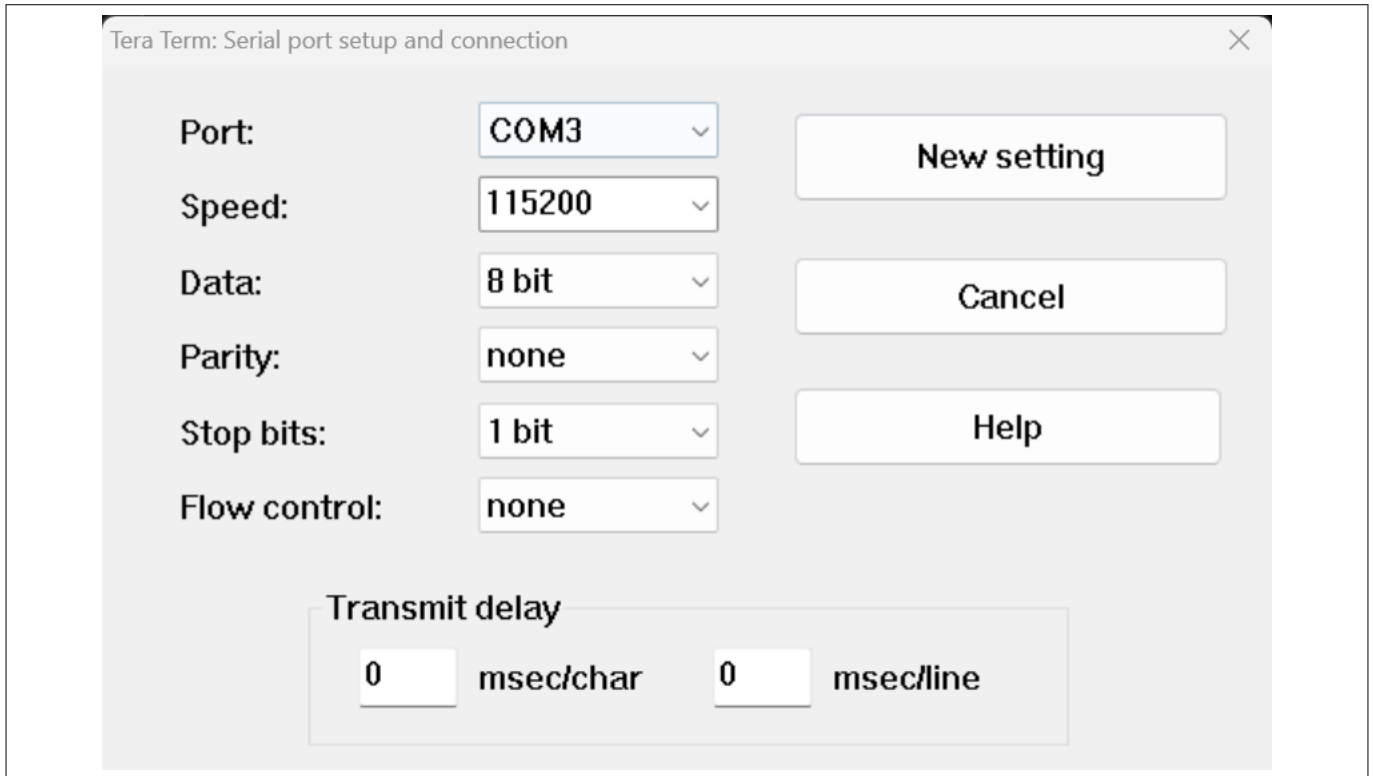 Tera Term: Serial port setup and connection
Port: COM3
New setting
Speed: 115200
Data: 8 bit
Cancel
Parity: none
Stop bits: 1 bit
Help
Flow control: none
Transmit delay
0 msec/char 0 msec/line